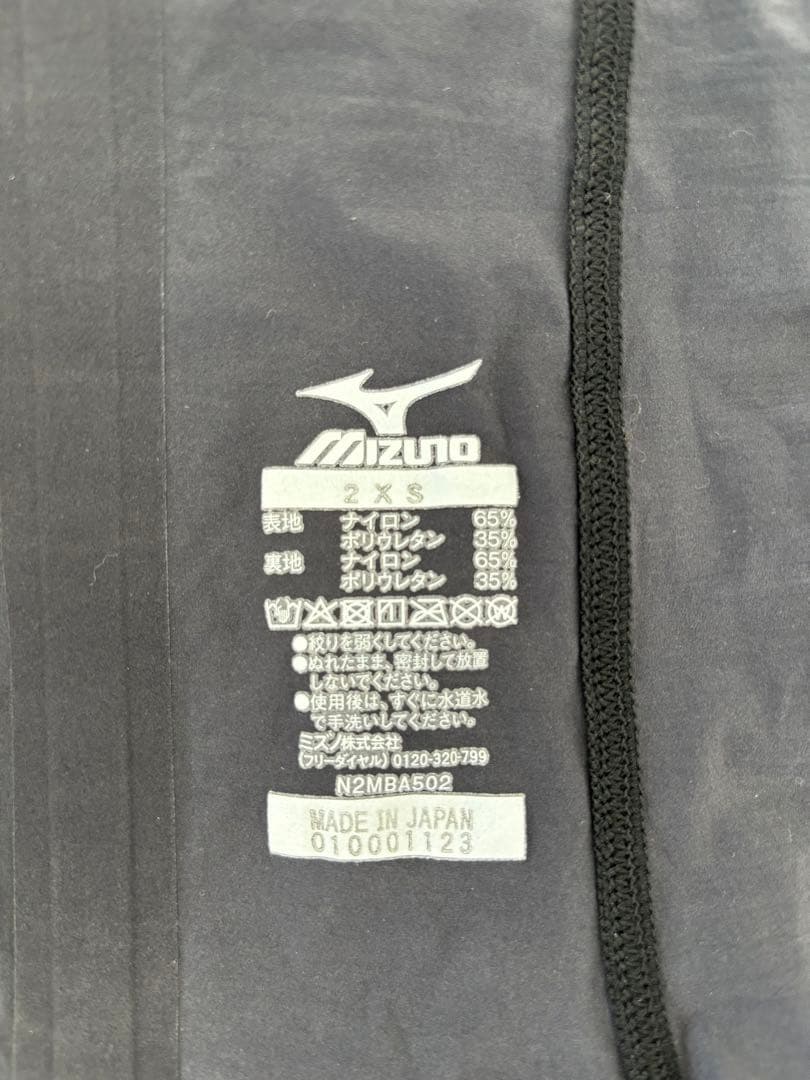 Mizuno
2XS
表地 ナイロン 65%
ポリウレタン 35%
裏地 ナイロン 65%
ポリウレタン 35%
●絞りを弱くしてください。
●ぬれたまま、密封して放置
しないでください。
●使用後は、すぐに水道水
で手洗いしてください。
ミズノ株式会社
(フリーダイヤル) 0120-320-799
N2MBA502
MADE IN JAPAN
010001123